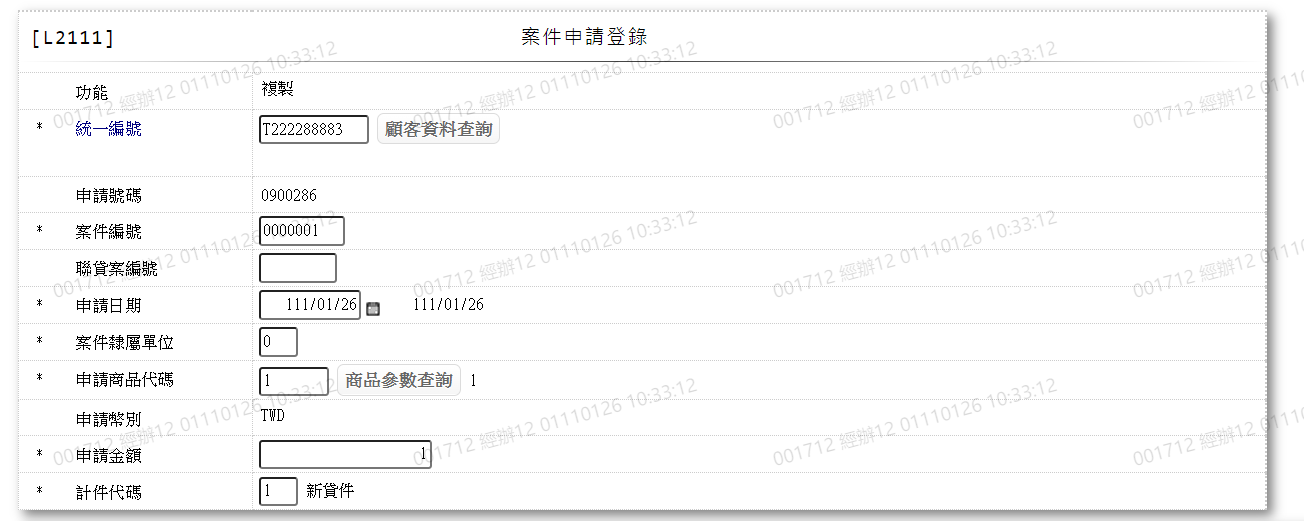 [L2111] 案件申請登錄
功能 複製
* 統一編號 T222288883 顧客資料查詢
申請號碼 0900286
* 案件編號 0000001
聯貸案編號
* 申請日期 111/01/26 111/01/26
* 案件隸屬單位 0
* 申請商品代碼 1 商品參數查詢 1
申請幣別 TWD
* 申請金額 1
* 計件代碼 1 新貸件
001712 經辦12 01110126 10:33:12